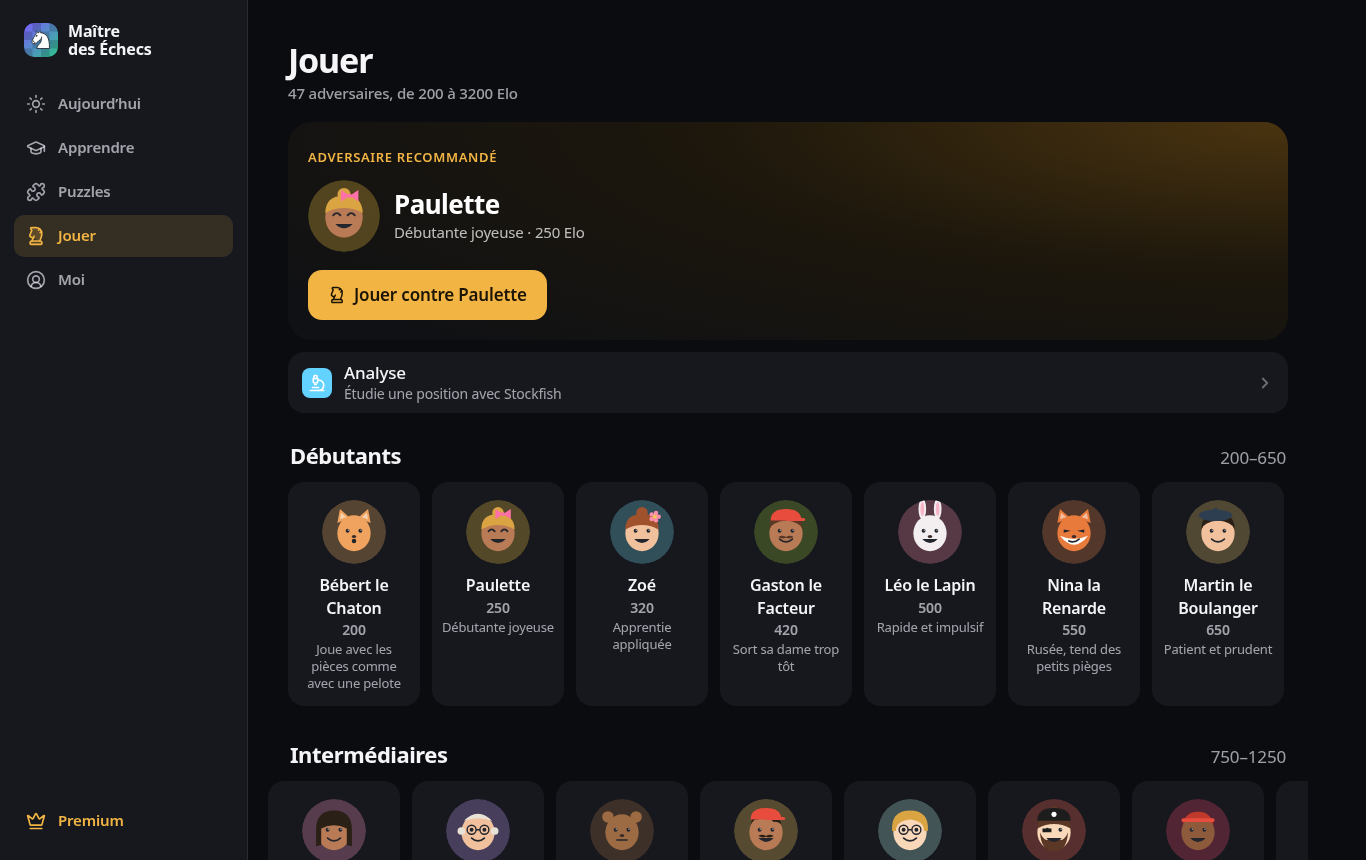 Maître
des Échecs
Aujourd'hui
Apprendre
Puzzles
Jouer
Moi
Premium
Jouer
47 adversaires, de 200 à 3200 Elo
ADVERSAIRE RECOMMANDÉ
Paulette
Débutante joyeuse · 250 Elo
Jouer contre Paulette
Analyse
Étudie une position avec Stockfish
Débutants
200–650
Bébert le
Chaton
200
Joue avec les
pièces comme
avec une pelote
Paulette
250
Débutante joyeuse
Zoé
320
Apprentie
appliquée
Gaston le
Facteur
420
Sort sa dame trop
tôt
Léo le Lapin
500
Rapide et impulsif
Nina la
Renarde
550
Rusée, tend des
petits pièges
Martin le
Boulanger
650
Patient et prudent
Intermédiaires
750–1250